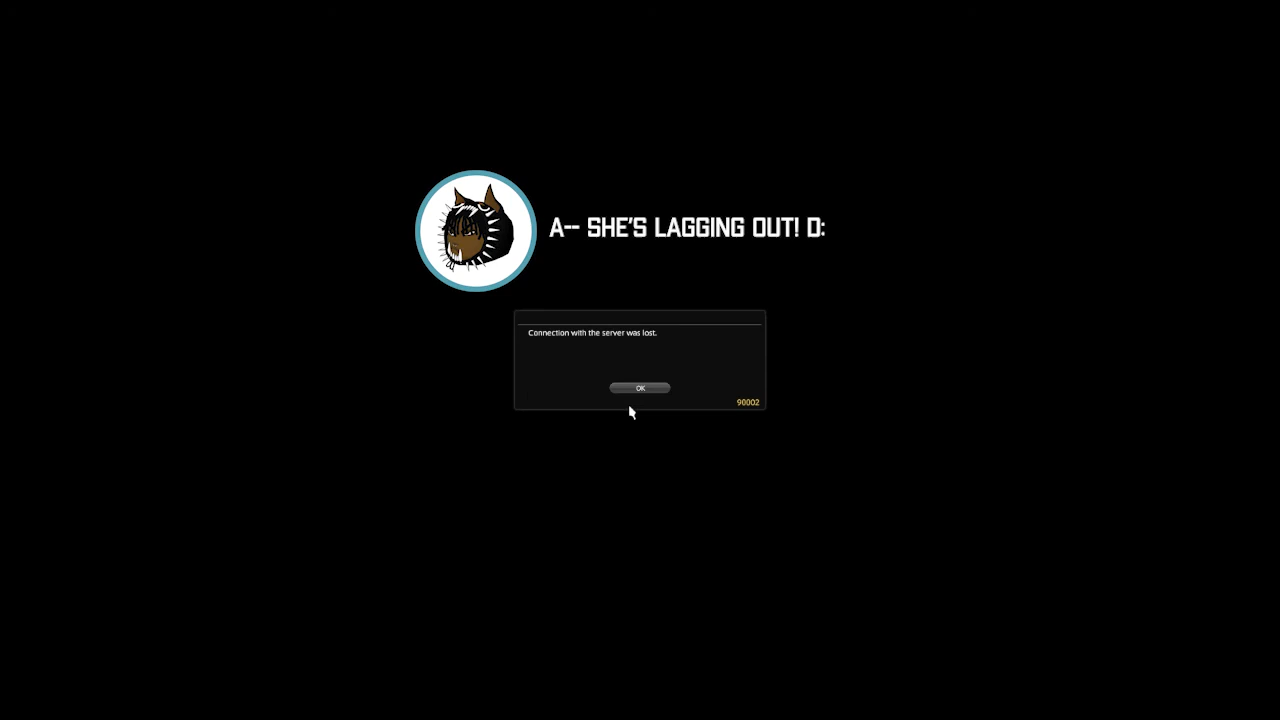 A-- SHE'S LAGGING OUT! D:
Connection with the server was lost.
OK
90002